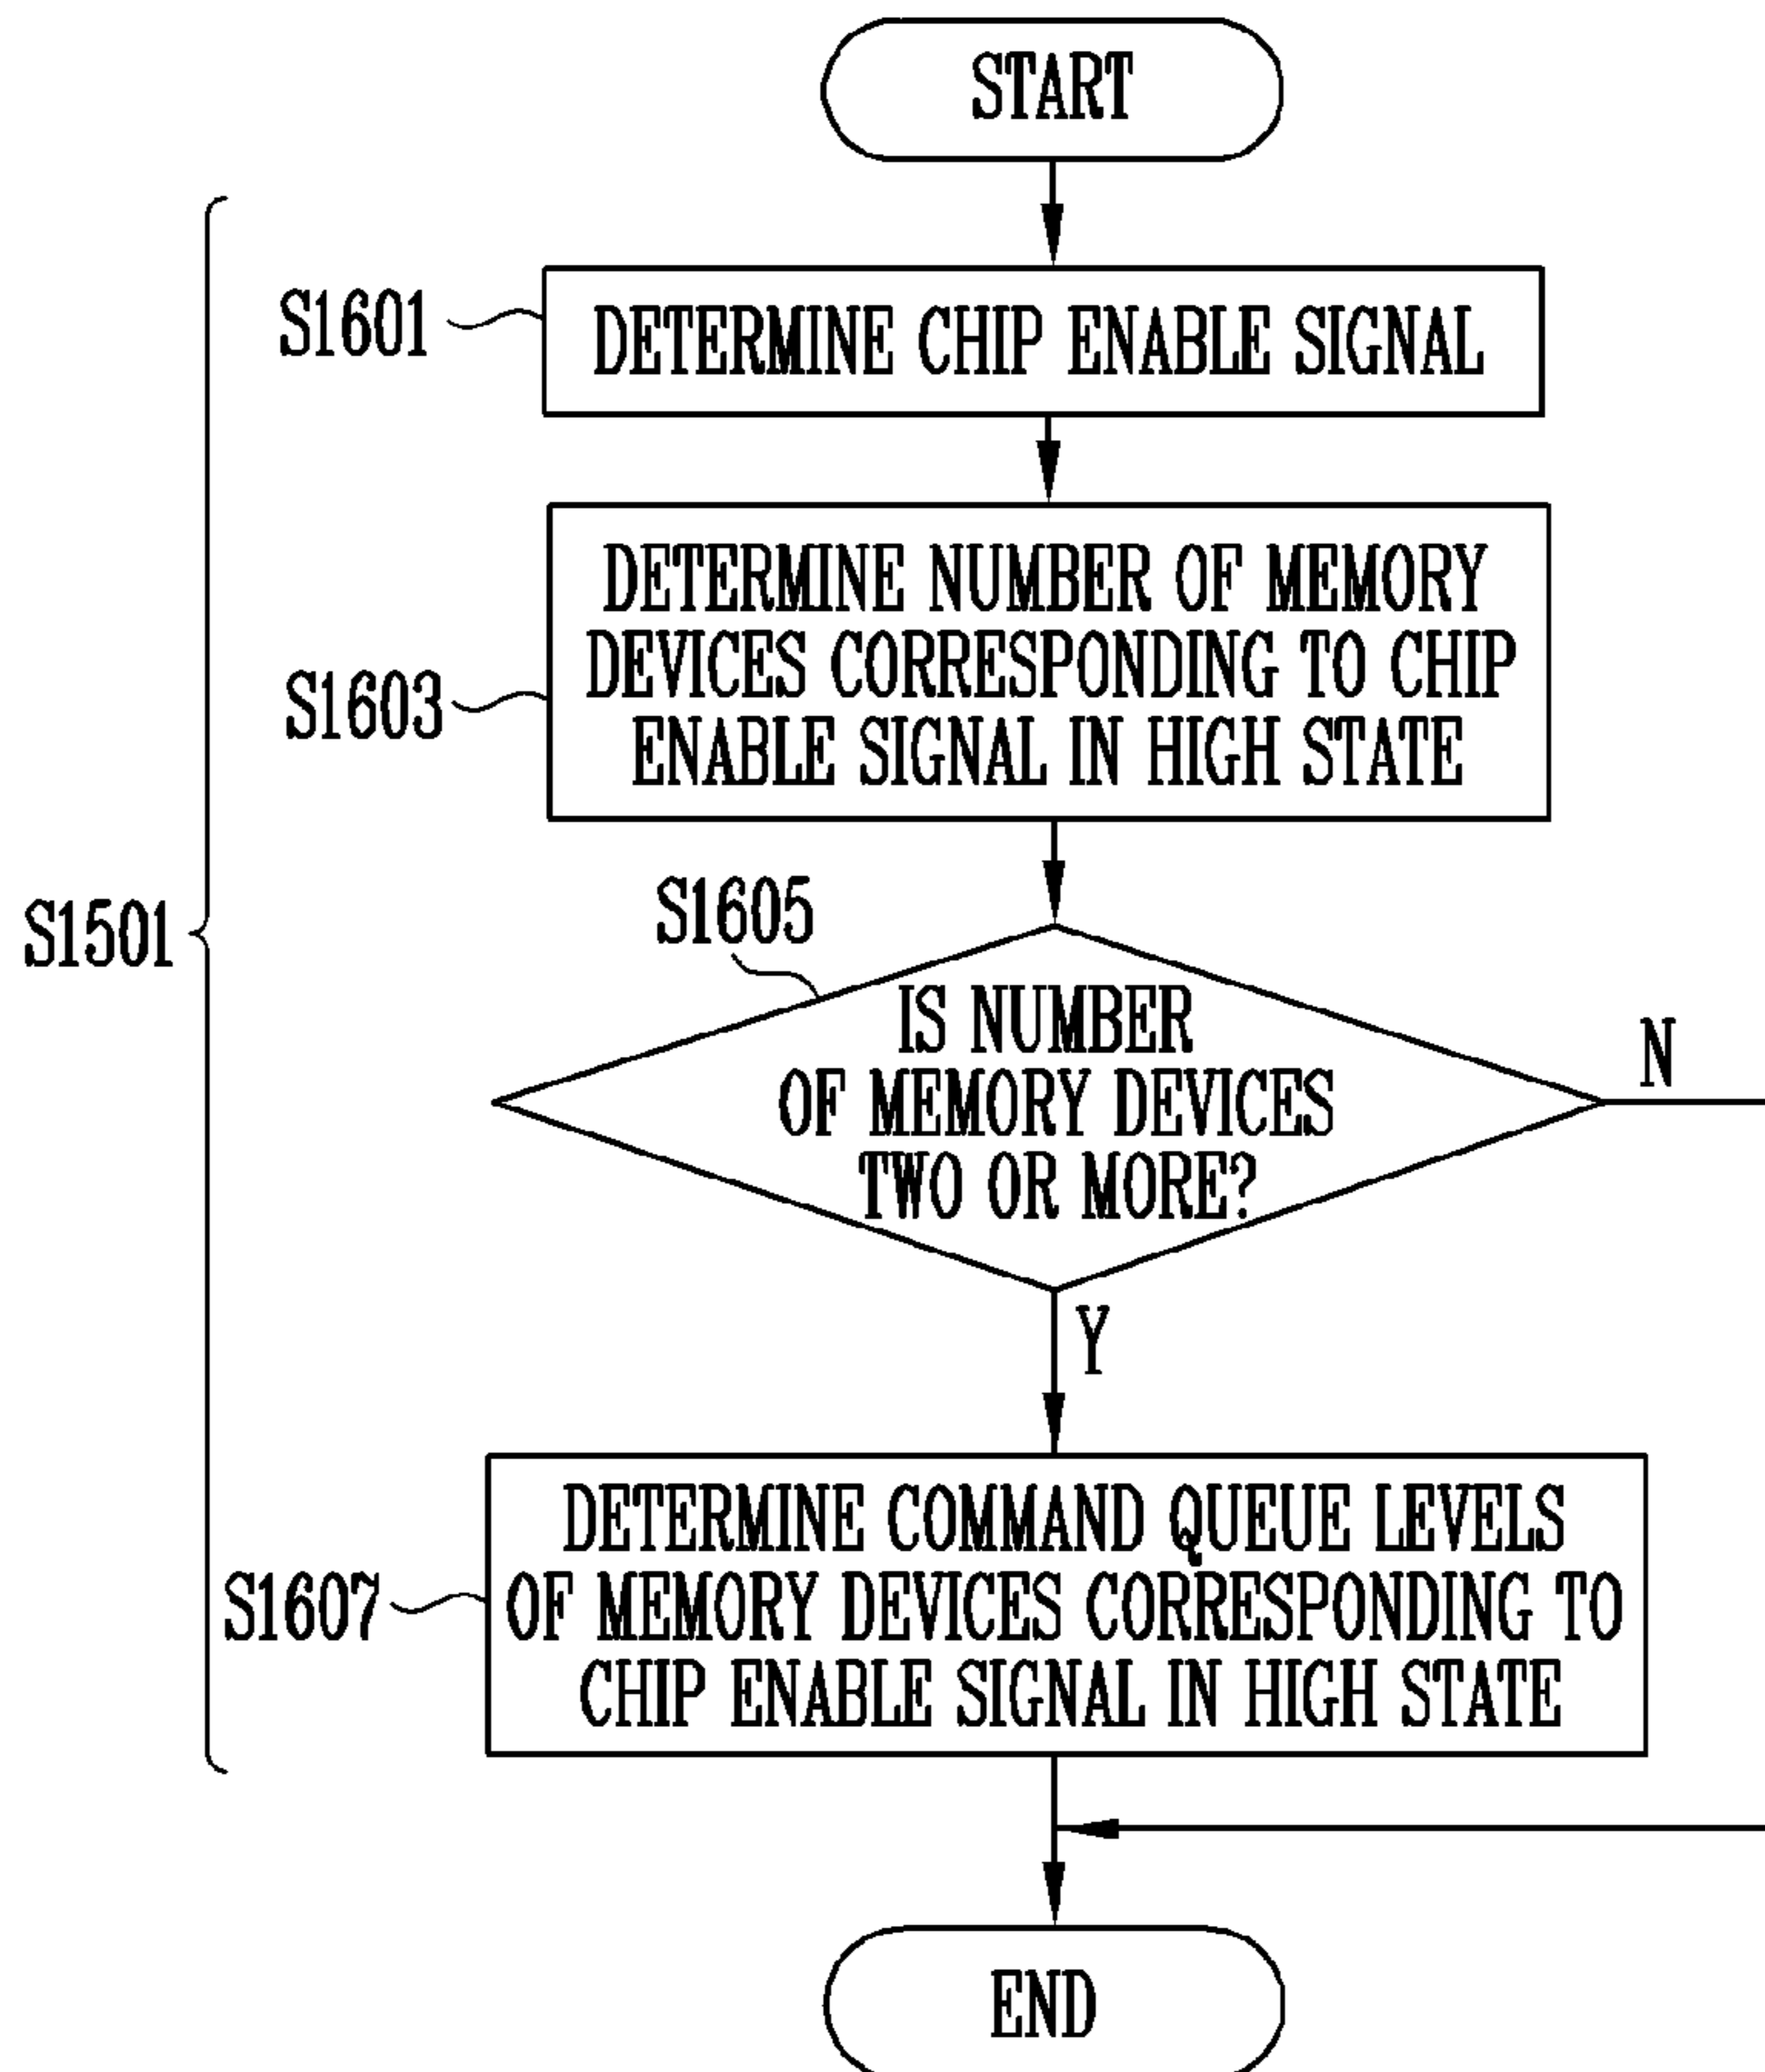 START
S1601
DETERMINE CHIP ENABLE SIGNAL
DETERMINE NUMBER OF MEMORY
DEVICES CORRESPONDING TO CHIP
ENABLE SIGNAL IN HIGH STATE
S1603
S1501
S1605
IS NUMBER
OF MEMORY DEVICES
TWO OR MORE?
N
Y
DETERMINE COMMAND QUEUE LEVELS
OF MEMORY DEVICES CORRESPONDING TO
CHIP ENABLE SIGNAL IN HIGH STATE
S1607
END